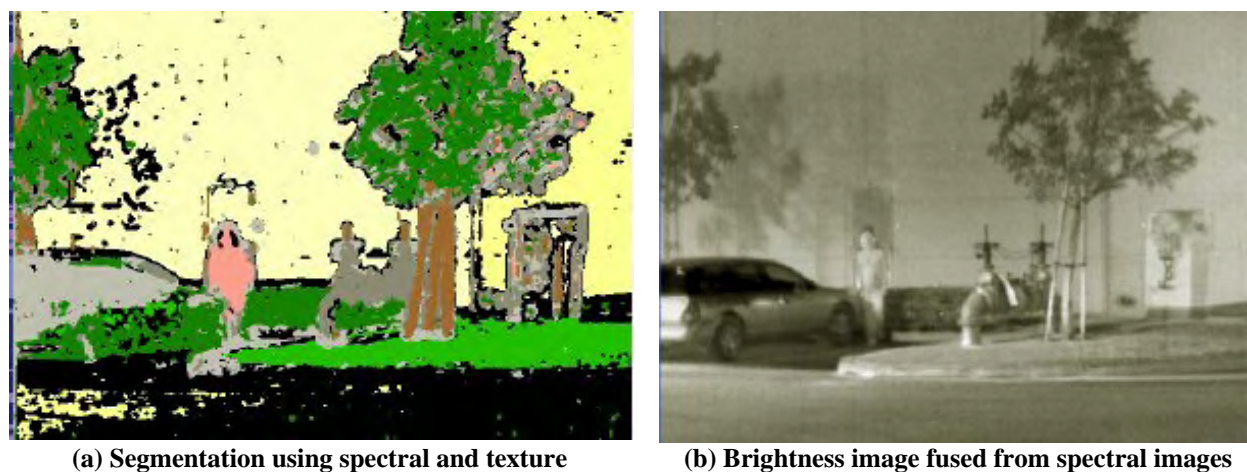 (a) Segmentation using spectral and texture
(b) Brightness image fused from spectral images